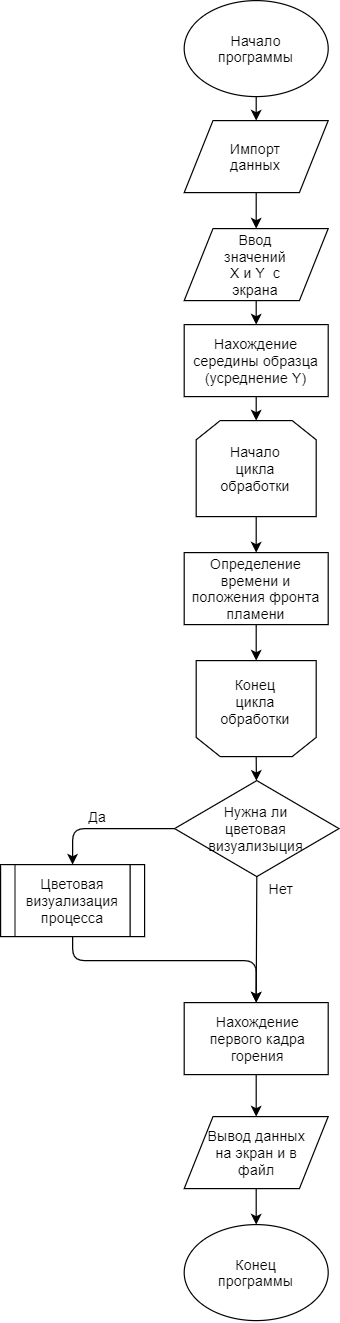 Начало
программы
Импорт
данных
Ввод
значений
X и Y с
экрана
Нахождение
середины образца
(усреднение Y)
Начало
цикла
обработки
Определение
времени и
положения фронта
пламени
Конец
цикла
обработки
Нужна ли
цветовая
визуализыция
Да
Нет
Цветовая
визуализация
процесса
Нахождение
первого кадра
горения
Вывод данных
на экран и в
файл
Конец
программы